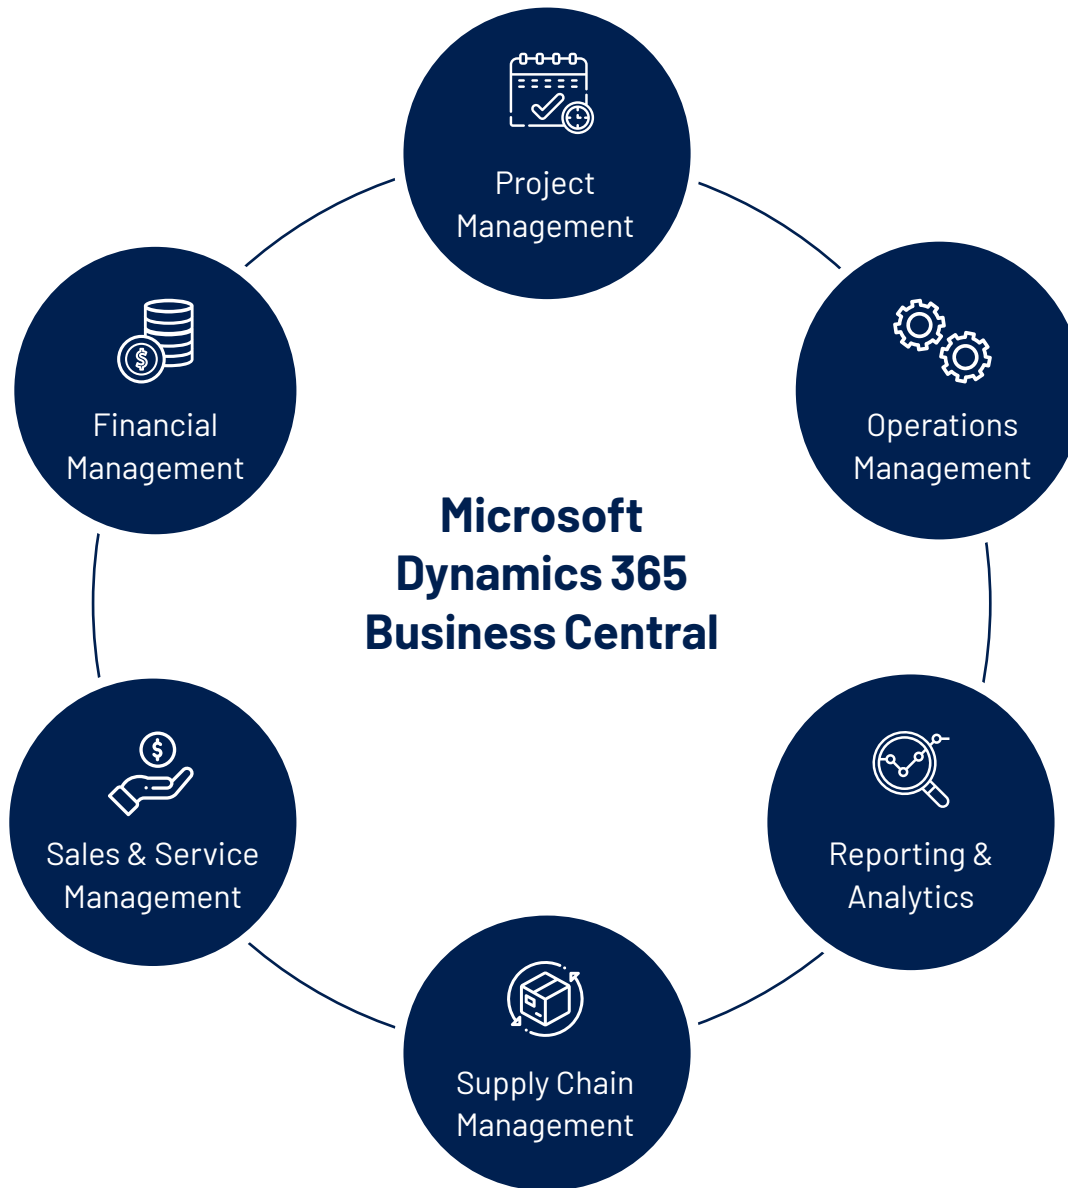 Project
Management
Financial
Management
Operations
Management
Microsoft
Dynamics 365
Business Central
Sales & Service
Management
Reporting &
Analytics
Supply Chain
Management